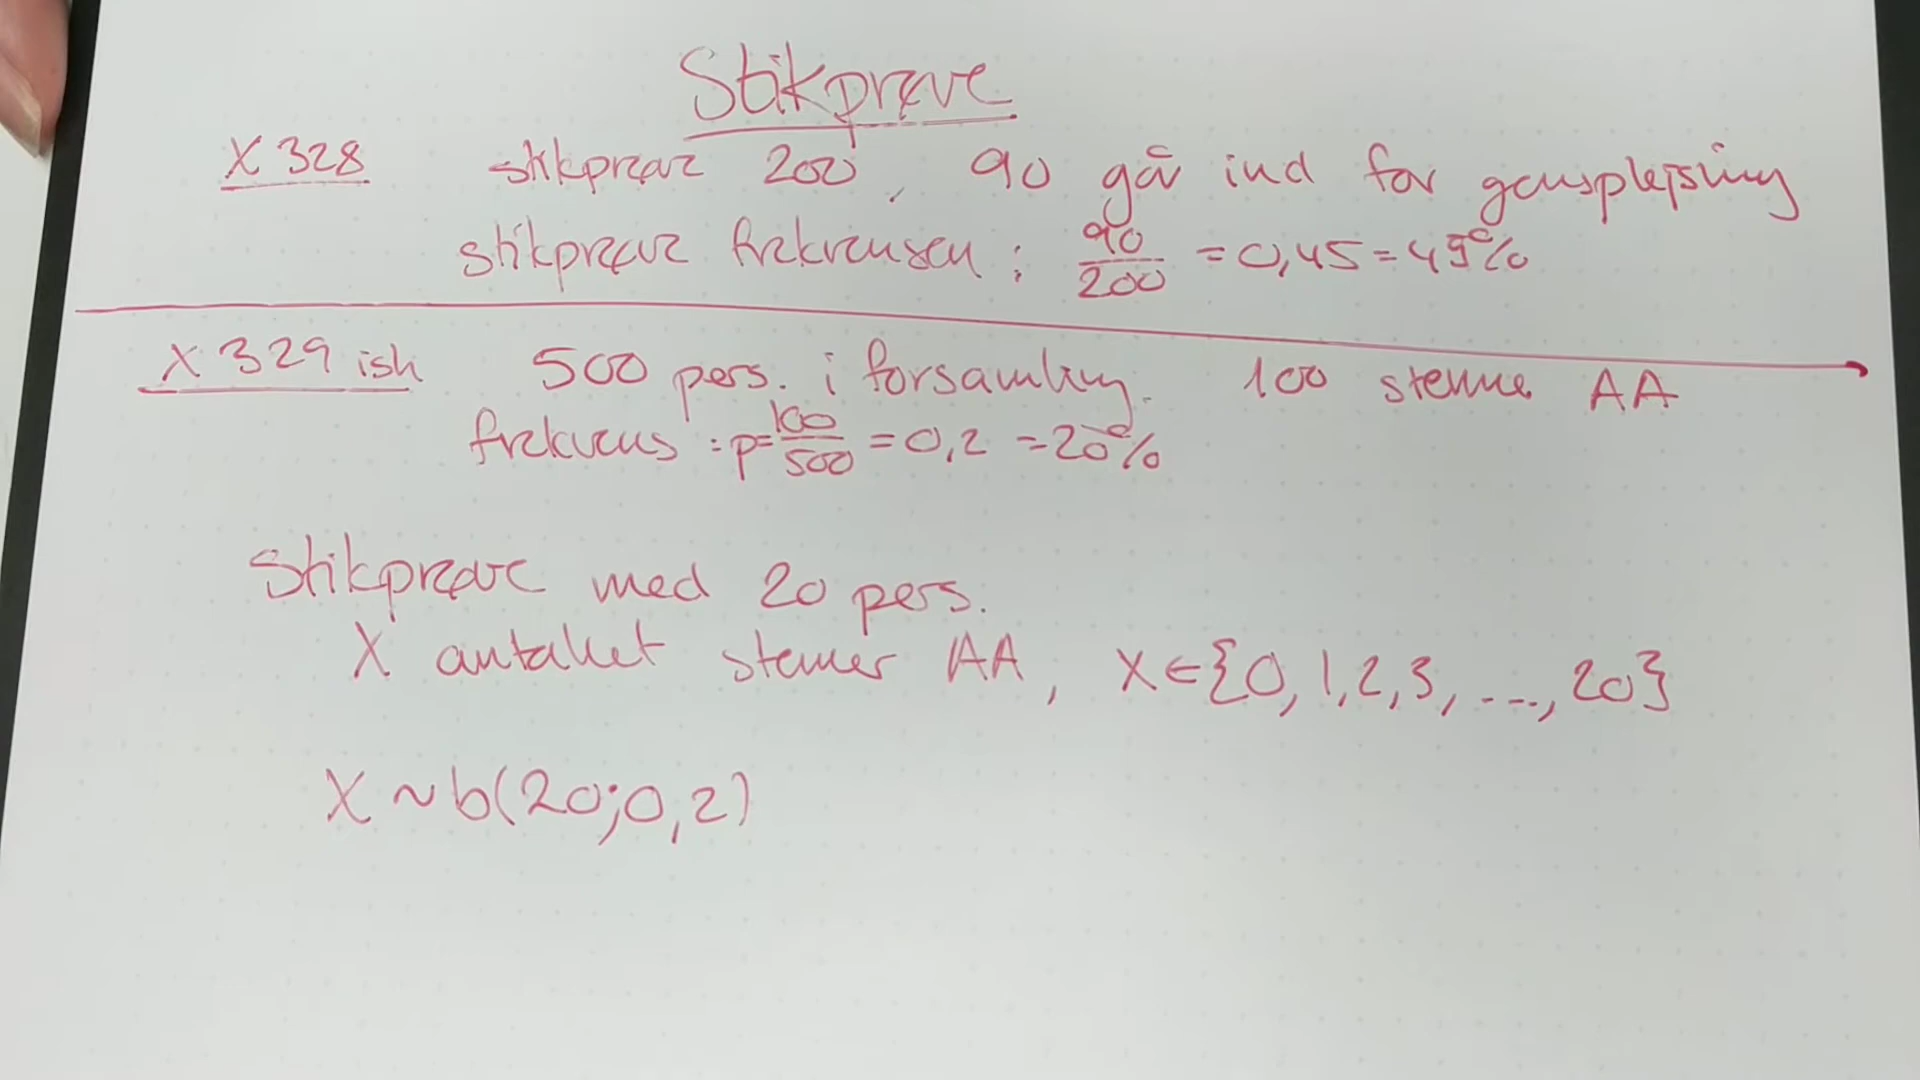 Stikprøve
X 328 stikprøve 200, 90 går ind for gensplejsning
stikprøve frekvensen : 90/200 = 0,45 = 45%
X 329 ish 500 pers. i forsamling. 100 stemme AA
frekvens : p = 100/500 = 0,2 = 20%
Stikprøve med 20 pers.
X antallet stemmer AA, X ∈ {0, 1, 2, 3, ..., 20}
X ~ b(20; 0,2)